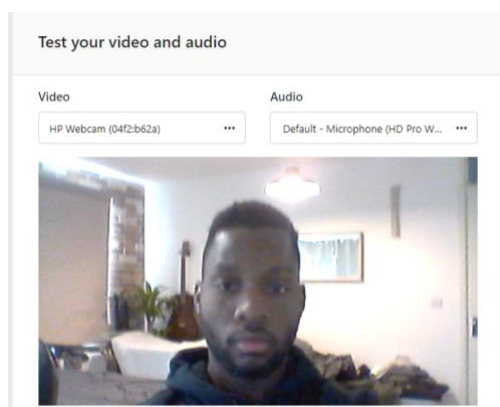 Test your video and audio
Video
Audio
HP Webcam (04f2:b62a)
Default - Microphone (HD Pro W...